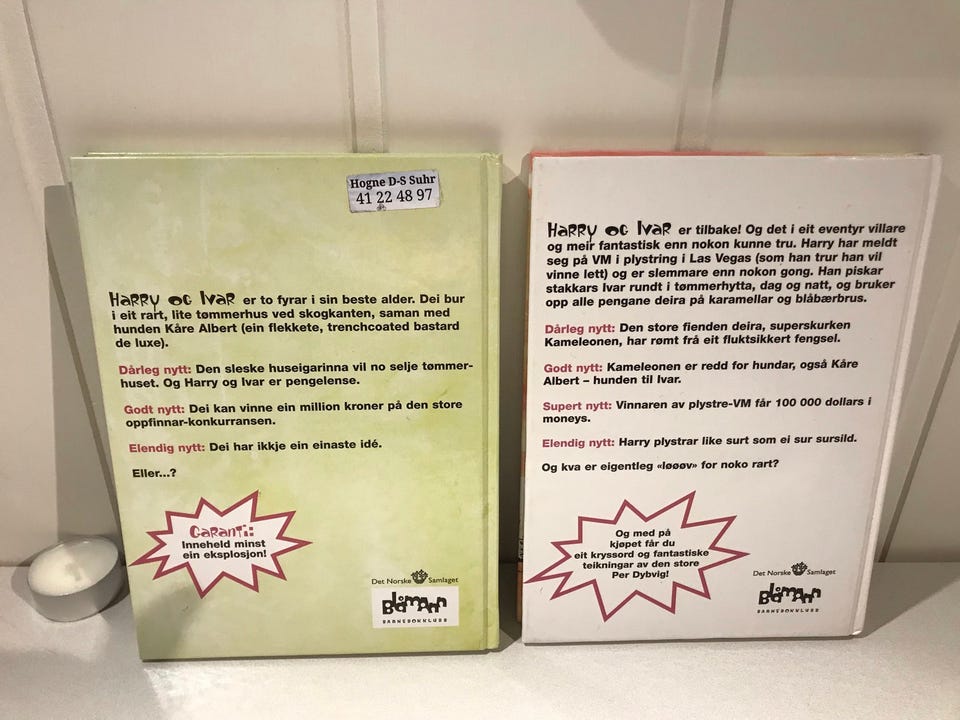 Hogne D-S Suhr
41 22 48 97
Harry og Ivar er to fyrar i sin beste alder. Dei bur
i eit rart, lite tømmerhus ved skogkanten, saman med
hunden Kåre Albert (ein flekkete, trenchcoated bastard
de luxe).
Dårleg nytt: Den sleske huseigarinna vil no selje tømmer-
huset. Og Harry og Ivar er pengelense.
Godt nytt: Dei kan vinne ein million kroner på den store
oppfinnar-konkurransen.
Elendig nytt: Dei har ikkje ein einaste idé.
Eller...?
Garanti:
Inneheld minst
ein eksplosjon!
Det Norske Samlaget
Blåmann
BARNEBOKKLUBB
Harry og Ivar er tilbake! Og det i eit eventyr villare
og meir fantastisk enn nokon kunne tru. Harry har meldt
seg på VM i plystring i Las Vegas (som han trur han vil
vinne lett) og er slemmare enn nokon gong. Han piskar
stakkars Ivar rundt i tømmerhytta, dag og natt, og bruker
opp alle pengane deira på karamellar og blåbærbrus.
Dårleg nytt: Den store fienden deira, superskurken
Kameleonen, har rømt frå eit fluktsikkert fengsel.
Godt nytt: Kameleonen er redd for hundar, også Kåre
Albert – hunden til Ivar.
Supert nytt: Vinnaren av plystre-VM får 100 000 dollars i
moneys.
Elendig nytt: Harry plystrar like surt som ei sur sursild.
Og kva er eigentleg «løøøv» for noko rart?
Og med på
kjøpet får du
eit kryssord og fantastiske
teikningar av den store
Per Dybvig!
Det Norske Samlaget
Blåmann
BARNEBOKKLUBB